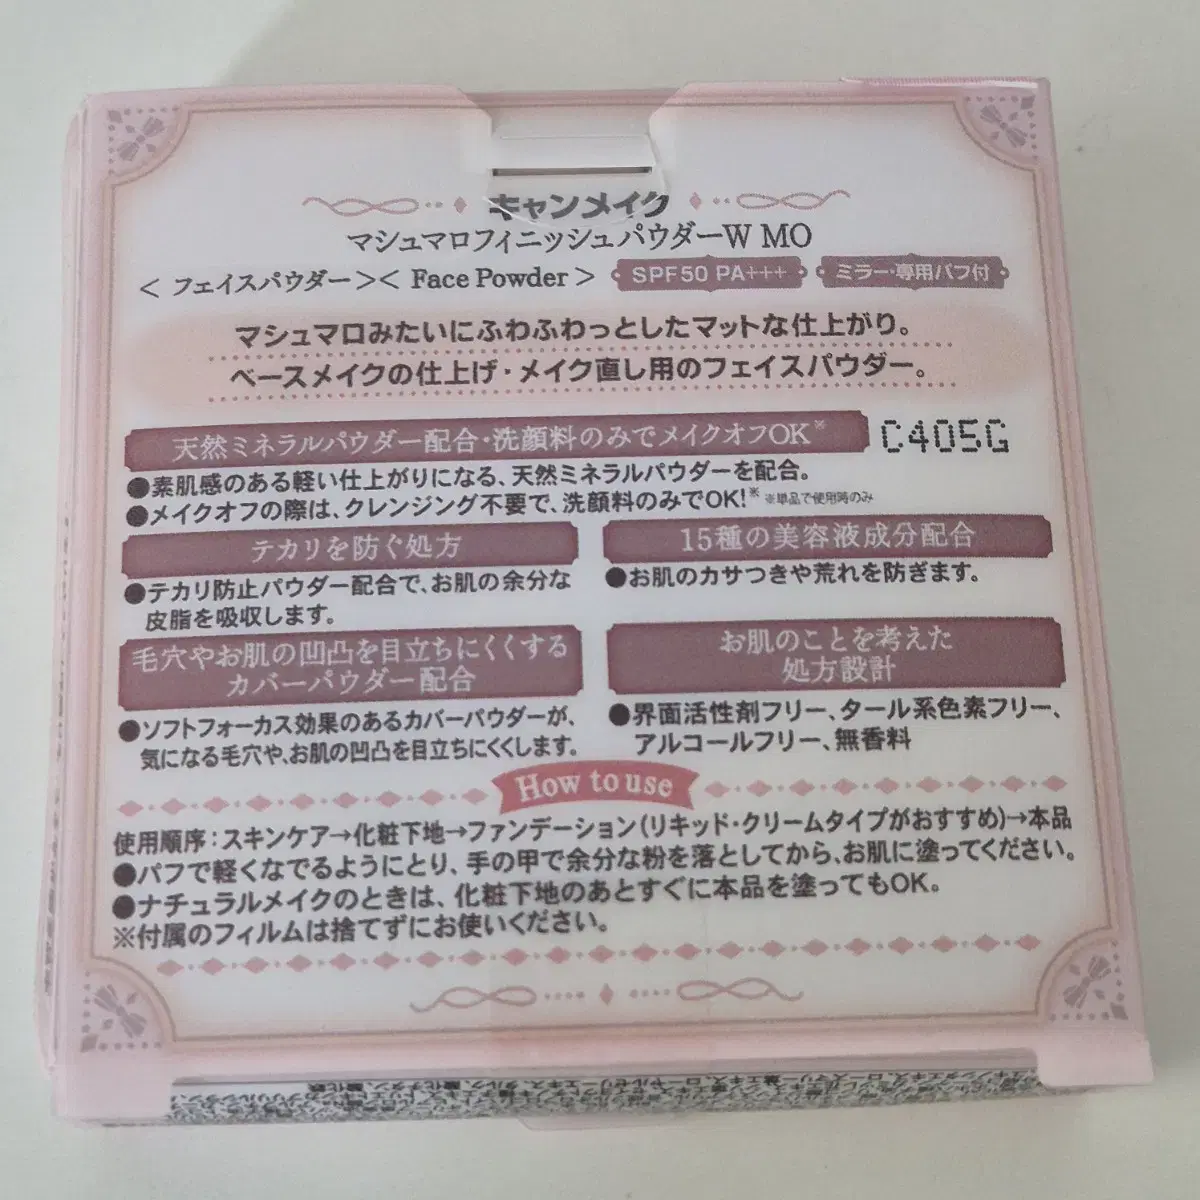 キャンメイク
マシュマロフィニッシュパウダーW MO
< フェイスパウダー >< Face Powder > SPF50 PA+++ ミラー・専用パフ付
マシュマロみたいにふわふわっとしたマットな仕上がり。
ベースメイクの仕上げ・メイク直し用のフェイスパウダー。
天然ミネラルパウダー配合・洗顔料のみでメイクオフOK※ C405G
●素肌感のある軽い仕上がりになる、天然ミネラルパウダーを配合。
●メイクオフの際は、クレンジング不要で、洗顔料のみでOK!※ ※単品で使用時のみ
テカリを防ぐ処方
●テカリ防止パウダー配合で、お肌の余分な
皮脂を吸収します。
15種の美容液成分配合
●お肌のカサつきや荒れを防ぎます。
毛穴やお肌の凹凸を目立ちにくくする
カバーパウダー配合
●ソフトフォーカス効果のあるカバーパウダーが、
気になる毛穴や、お肌の凹凸を目立ちにくくします。
お肌のことを考えた
処方設計
●界面活性剤フリー、タール系色素フリー、
アルコールフリー、無香料
How to use
使用順序：スキンケア→化粧下地→ファンデーション（リキッド・クリームタイプがおすすめ)→本品
●パフで軽くなでるようにとり、手の甲で余分な粉を落としてから、お肌に塗ってください。
●ナチュラルメイクのときは、化粧下地のあとすぐに本品を塗ってもOK。
※付属のフィルムは捨てずにお使いください。